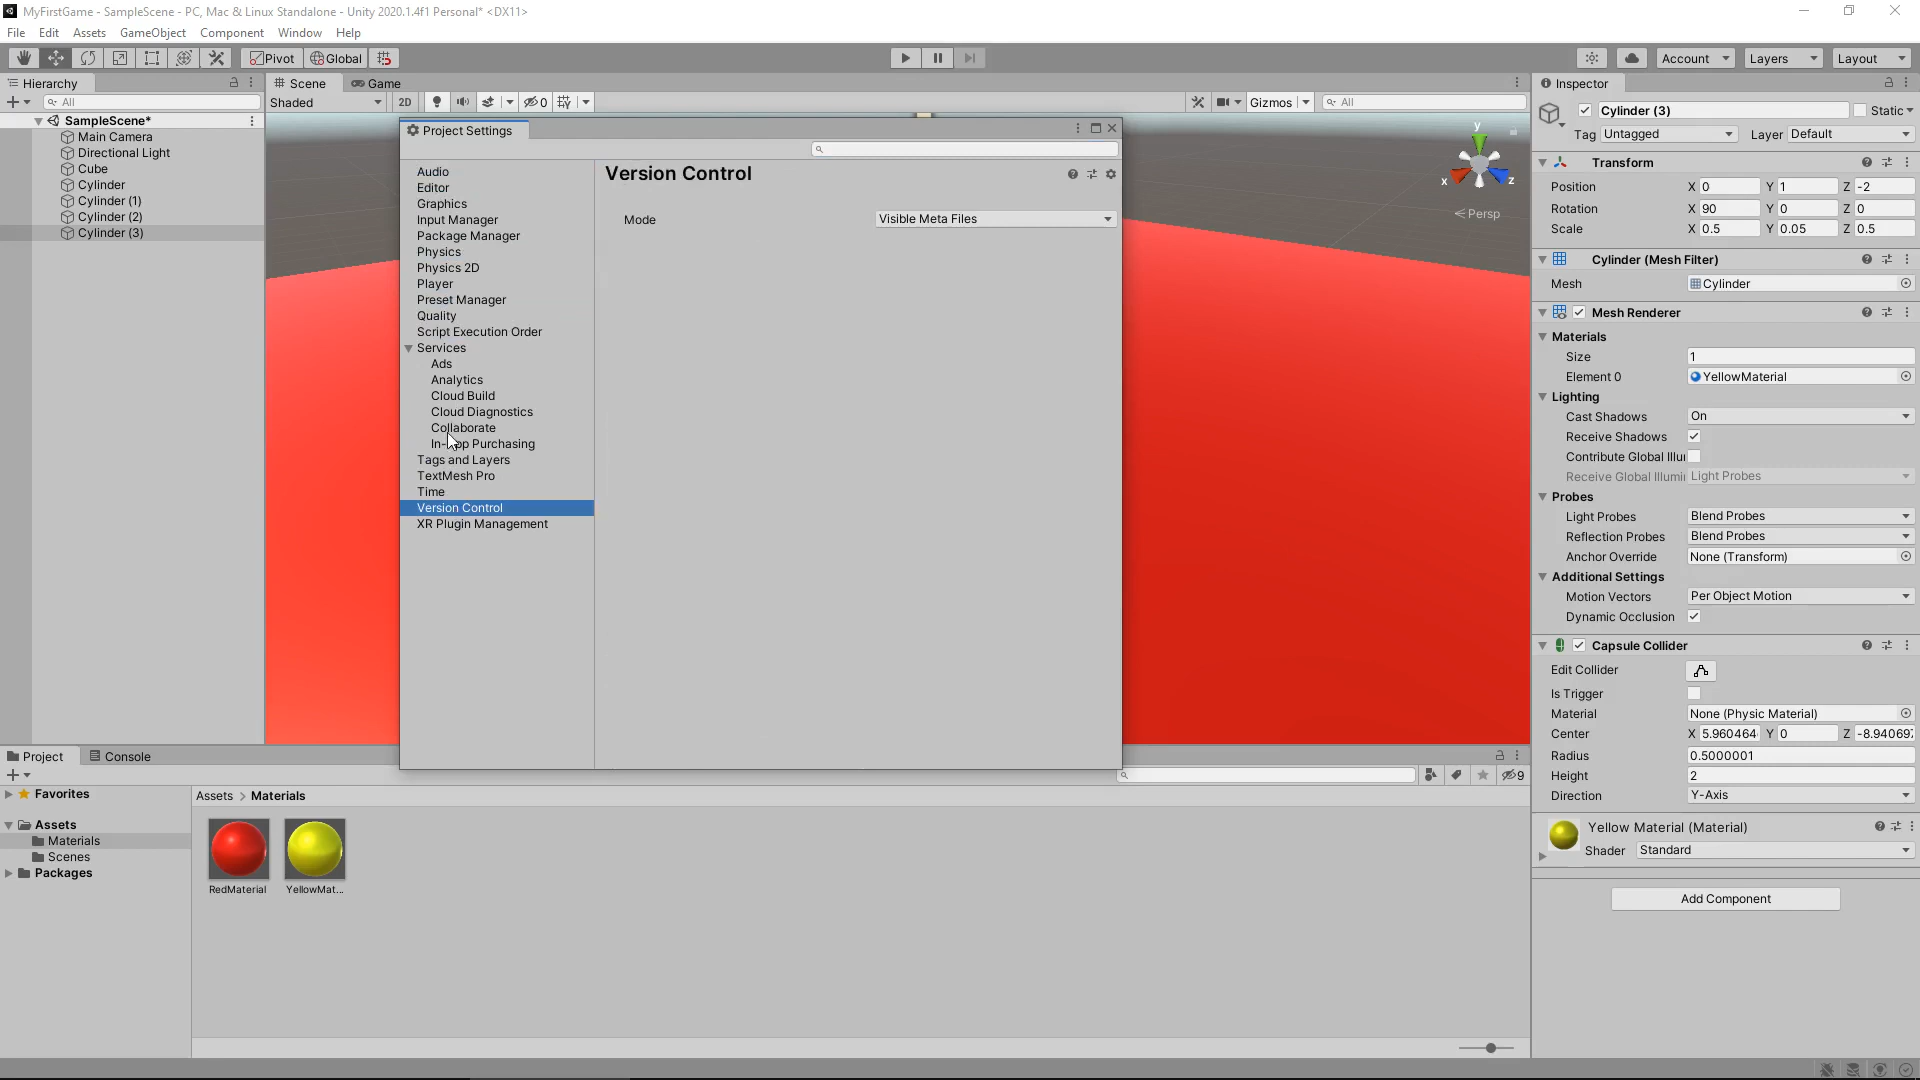 MyFirstGame - SampleScene - PC, Mac & Linux Standalone - Unity 2020.1.4f1 Personal* <DX11>
File Edit Assets GameObject Component Window Help
Pivot Global Account Layers Layout
Hierarchy
All
SampleScene*
Main Camera
Directional Light
Cube
Cylinder
Cylinder (1)
Cylinder (2)
Cylinder (3)
Scene Game
Shaded 2D 0 Gizmos All
y
x
z
Persp
Project Settings
Audio
Editor
Graphics
Input Manager
Package Manager
Physics
Physics 2D
Player
Preset Manager
Quality
Script Execution Order
Services
Ads
Analytics
Cloud Build
Cloud Diagnostics
Collaborate
Purchasing
Tags and Layers
TextMesh Pro
Time
Version Control
XR Plugin Management
Version Control
Mode Visible Meta Files
Inspector
Cylinder (3) Static
Tag Untagged Layer Default
Transform
Position X 0 Y 1 Z -2
Rotation X 90 Y 0 Z 0
Scale X 0.5 Y 0.05 Z 0.5
Cylinder (Mesh Filter)
Mesh Cylinder
Mesh Renderer
Materials
Size 1
Element 0 YellowMaterial
Lighting
Cast Shadows On
Receive Shadows
Contribute Global Illu
Receive Global Illumi Light Probes
Probes
Light Probes Blend Probes
Reflection Probes Blend Probes
Anchor Override None (Transform)
Additional Settings
Motion Vectors Per Object Motion
Dynamic Occlusion
Capsule Collider
Edit Collider
Is Trigger
Material None (Physic Material)
Center X 5.960464 Y 0 Z -8.94069
Radius 0.5000001
Height 2
Direction Y-Axis
Yellow Material (Material)
Shader Standard
Add Component
Project Console
9
Favorites
Assets
Materials
Scenes
Packages
Assets > Materials
RedMaterial YellowMat...